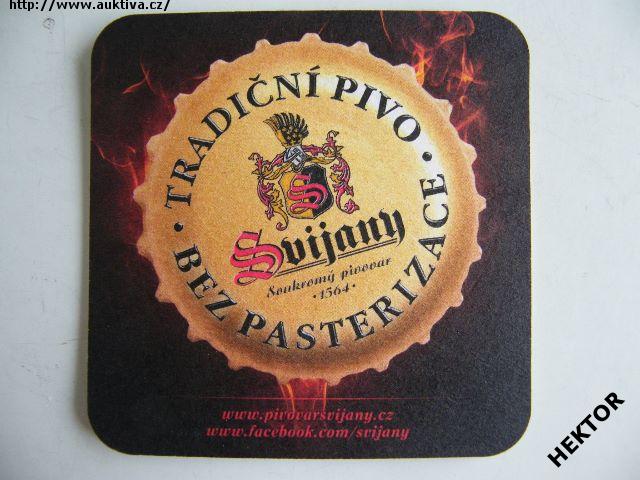 http://www.auktiva.cz/
• TRADIČNÍ PIVO •
BEZ PASTERIZACE
S
Svijany
Soukromý pivovar
·1564·
www.pivovarsvijany.cz
www.facebook.com/svijany
HEKTOR